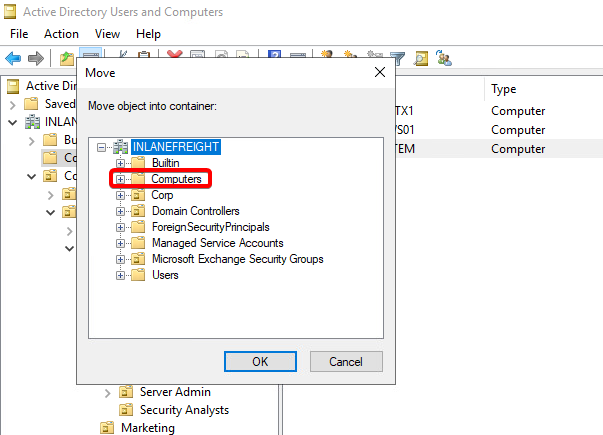 Active Directory Users and Computers
File Action View Help
Active Dir
Saved
INLAN
Bu
Co
Co
Type
TX1 Computer
WS01 Computer
TEM Computer
Move
Move object into container:
INLANEFREIGHT
Builtin
Computers
Corp
Domain Controllers
ForeignSecurityPrincipals
Managed Service Accounts
Microsoft Exchange Security Groups
Users
OK Cancel
Server Admin
Security Analysts
Marketing